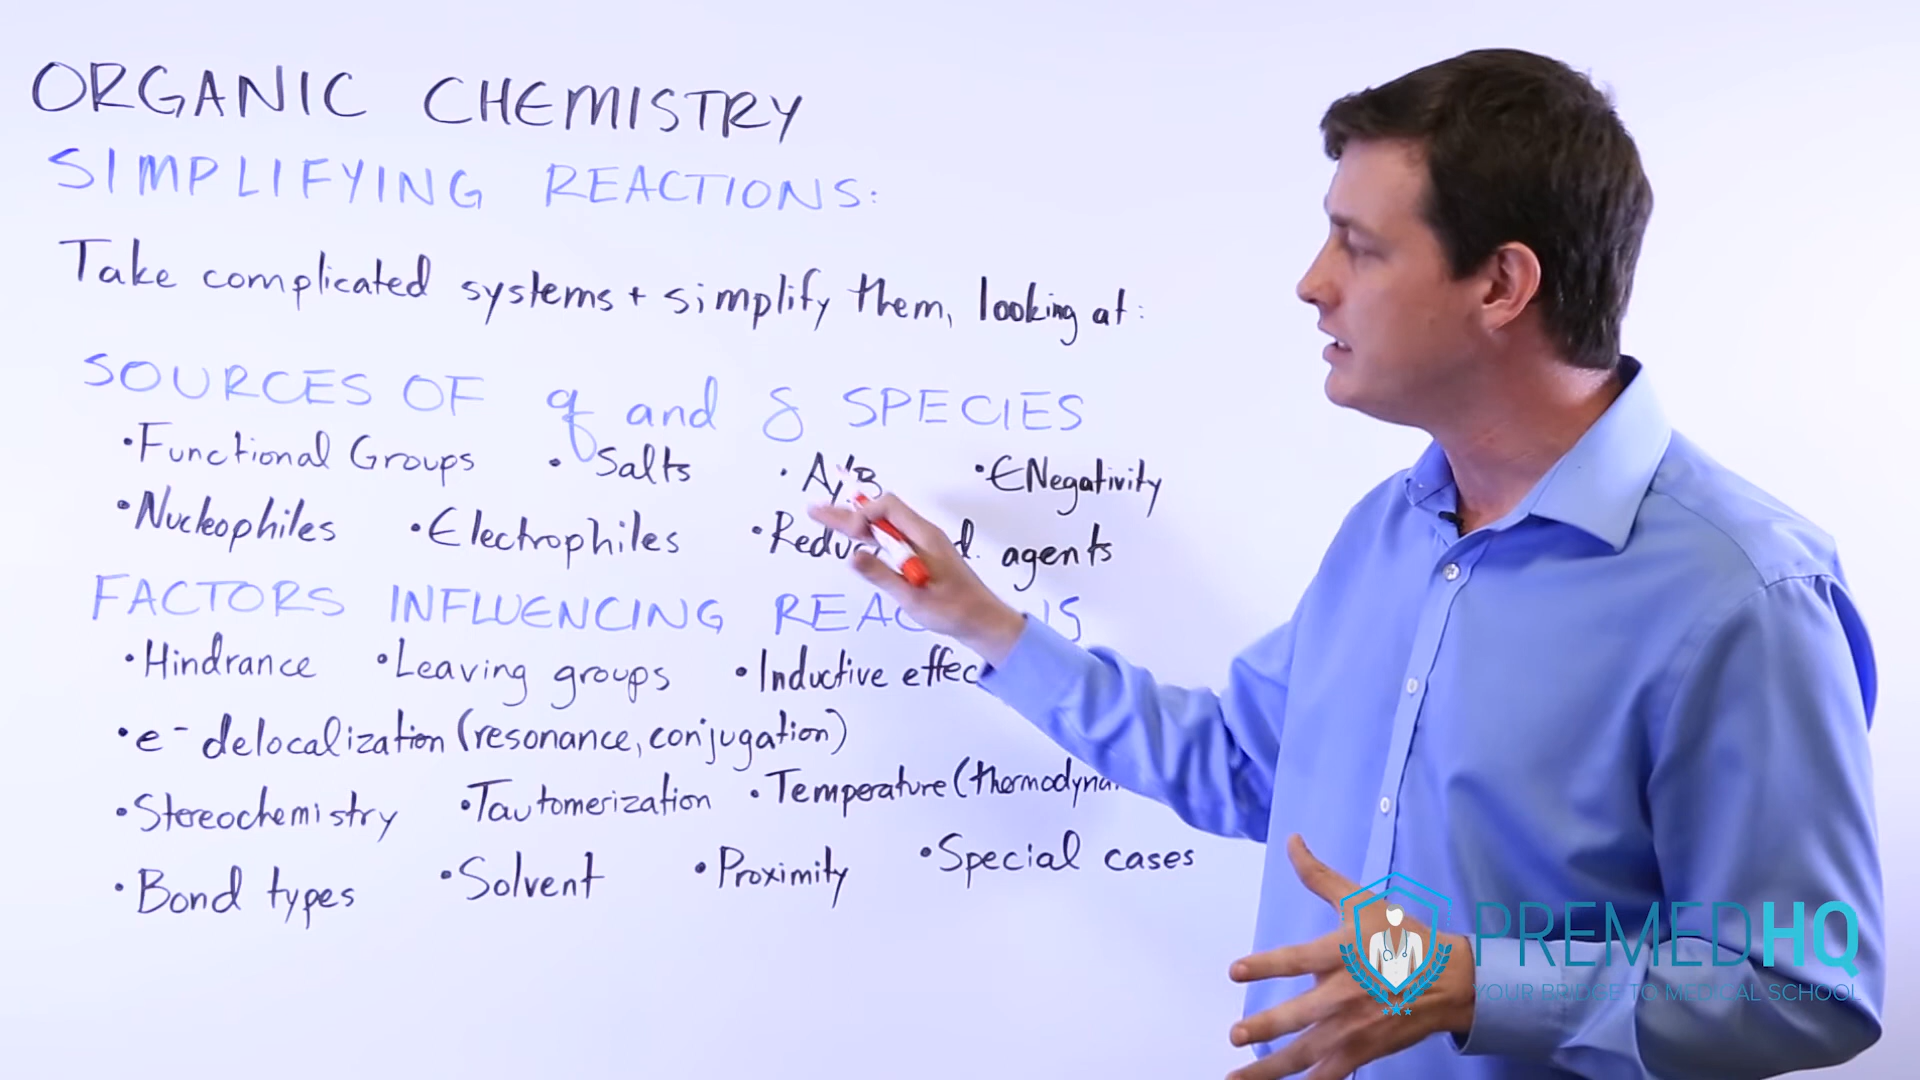 ORGANIC CHEMISTRY
SIMPLIFYING REACTIONS:
Take complicated systems + simplify them, looking at:
SOURCES OF q and δ SPECIES
• Functional Groups • Salts • A/B • ENegativity
• Nucleophiles • Electrophiles • agents
FACTORS INFLUENCING
• Hindrance • Leaving groups • Inductive
• e- delocalization (resonance, conjugation)
• Stereochemistry • Tautomerization • Temperature
• Bond types • Solvent • Proximity • Special cases
PREMEDHQ
YOUR BRIDGE TO MEDICAL SCHOOL